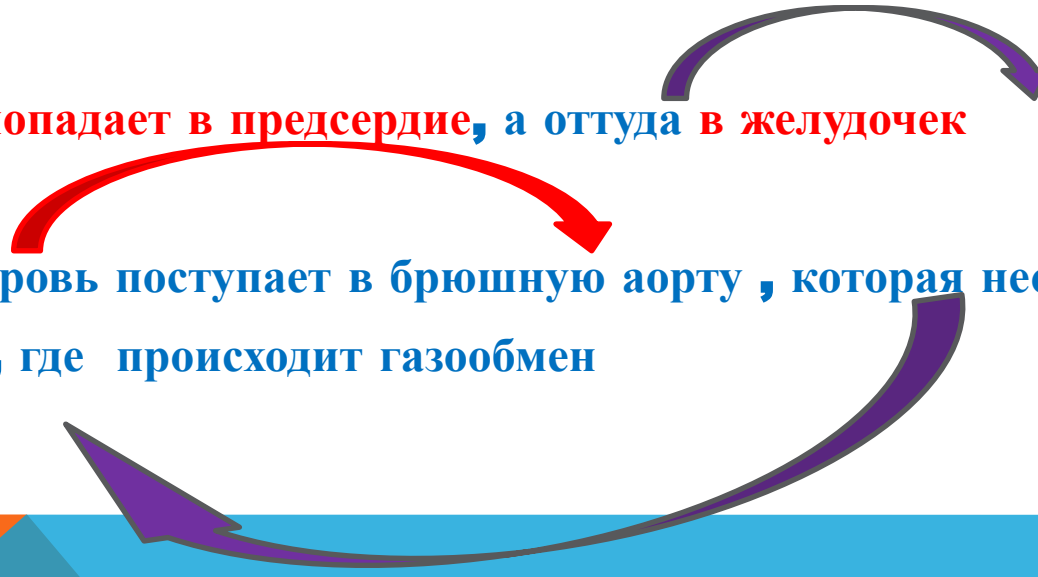 опадает в предсердие, а оттуда в желудочек
ровь поступает в брюшную аорту , которая нес
, где происходит газообмен